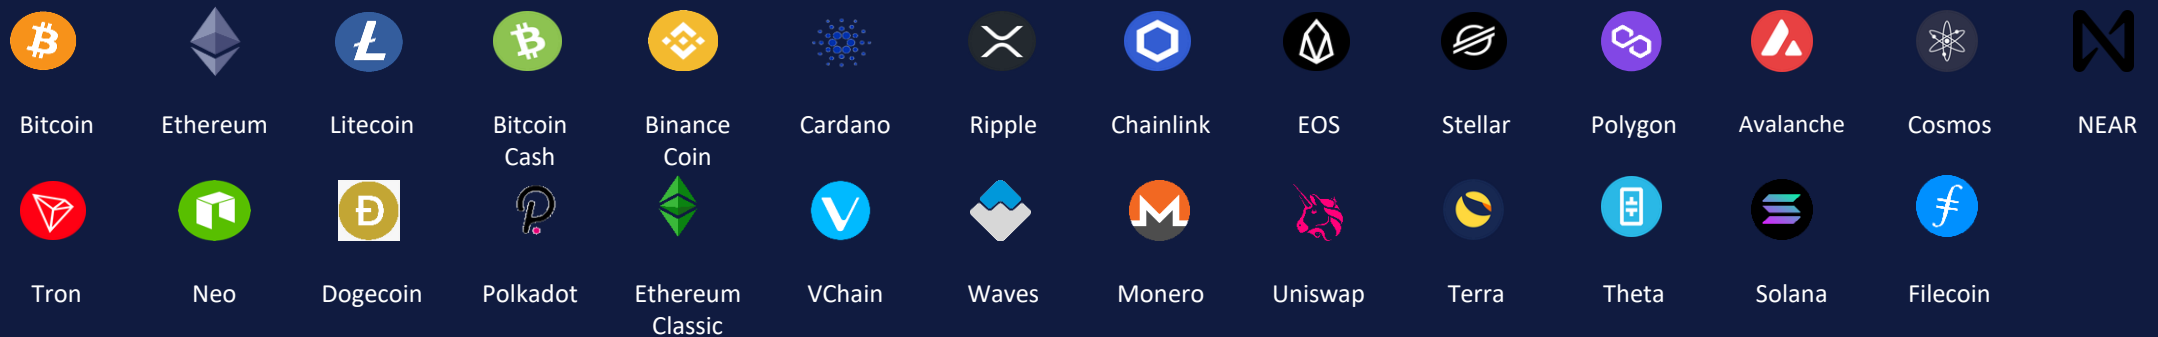 Bitcoin Ethereum Litecoin Bitcoin Binance Cardano Ripple Chainlink EOS Stellar Polygon Avalanche Cosmos NEAR
Cash Coin
Tron Neo Dogecoin Polkadot Ethereum VChain Waves Monero Uniswap Terra Theta Solana Filecoin
Classic